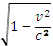 √(1 - v²/c²)